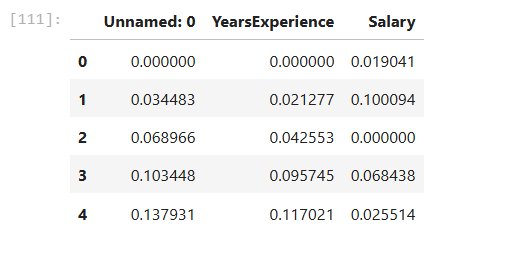 [111]:
Unnamed: 0 YearsExperience Salary
0 0.000000 0.000000 0.019041
1 0.034483 0.021277 0.100094
2 0.068966 0.042553 0.000000
3 0.103448 0.095745 0.068438
4 0.137931 0.117021 0.025514